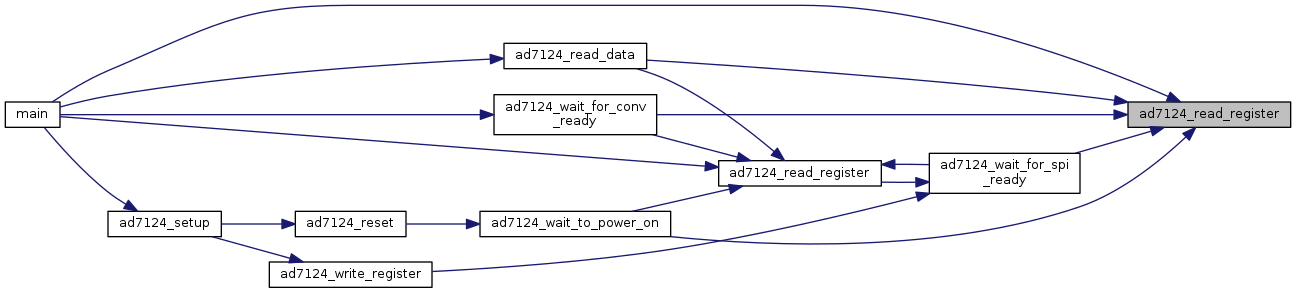 ad7124_read_data
ad7124_wait_for_conv
_ready
main
ad7124_read_register
ad7124_wait_for_spi
_ready
ad7124_read_register
ad7124_setup
ad7124_reset
ad7124_wait_to_power_on
ad7124_write_register